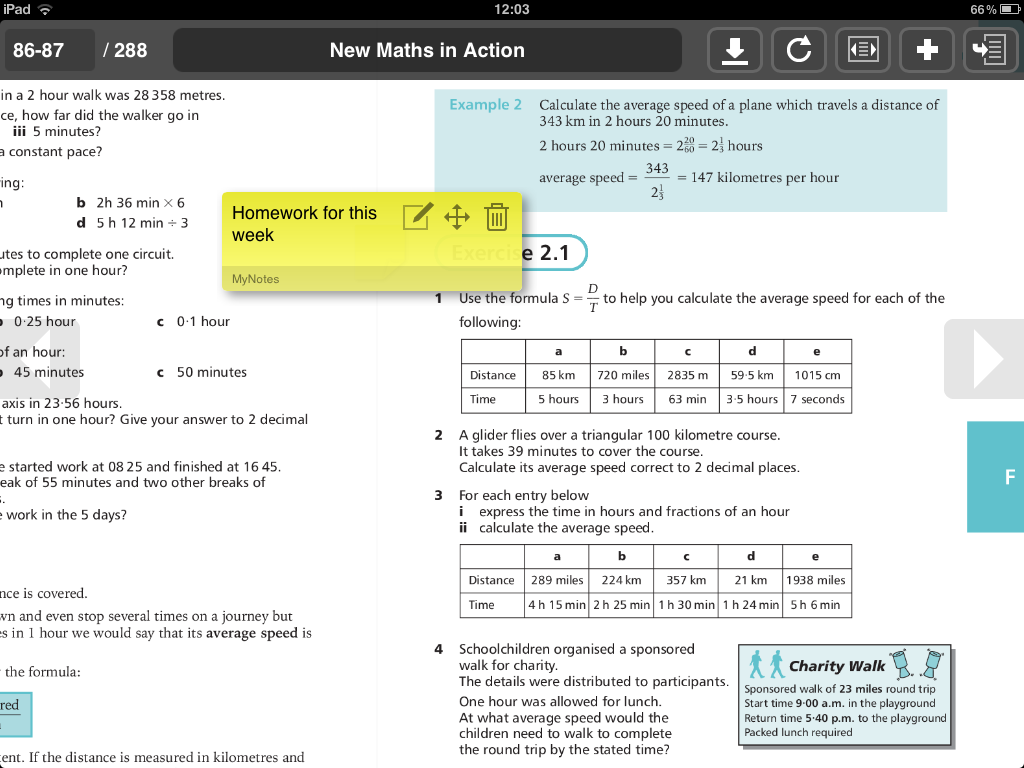 iPad 12:03 66%
86-87 / 288 New Maths in Action
in a 2 hour walk was 28 358 metres.
ce, how far did the walker go in
iii 5 minutes?
a constant pace?
ing:
b 2h 36 min × 6
d 5 h 12 min ÷ 3
utes to complete one circuit.
omplete in one hour?
ng times in minutes:
0·25 hour c 0·1 hour
of an hour:
45 minutes c 50 minutes
axis in 23·56 hours.
t turn in one hour? Give your answer to 2 decimal
e started work at 08 25 and finished at 16 45.
eak of 55 minutes and two other breaks of
s.
e work in the 5 days?
nce is covered.
wn and even stop several times on a journey but
es in 1 hour we would say that its average speed is
the formula:
red
ent. If the distance is measured in kilometres and
Homework for this
week
MyNotes
Example 2 Calculate the average speed of a plane which travels a distance of
343 km in 2 hours 20 minutes.
2 hours 20 minutes = 2 20/60 = 2 1/3 hours
average speed = 343 / 2 1/3 = 147 kilometres per hour
Exercise 2.1
1 Use the formula S = D/T to help you calculate the average speed for each of the
following:
a b c d e
Distance 85 km 720 miles 2835 m 59·5 km 1015 cm
Time 5 hours 3 hours 63 min 3·5 hours 7 seconds
2 A glider flies over a triangular 100 kilometre course.
It takes 39 minutes to cover the course.
Calculate its average speed correct to 2 decimal places.
3 For each entry below
i express the time in hours and fractions of an hour
ii calculate the average speed.
a b c d e
Distance 289 miles 224 km 357 km 21 km 1938 miles
Time 4 h 15 min 2 h 25 min 1 h 30 min 1 h 24 min 5 h 6 min
4 Schoolchildren organised a sponsored
walk for charity.
The details were distributed to participants.
One hour was allowed for lunch.
At what average speed would the
children need to walk to complete
the round trip by the stated time?
Charity Walk
Sponsored walk of 23 miles round trip
Start time 9·00 a.m. in the playground
Return time 5·40 p.m. to the playground
Packed lunch required
F